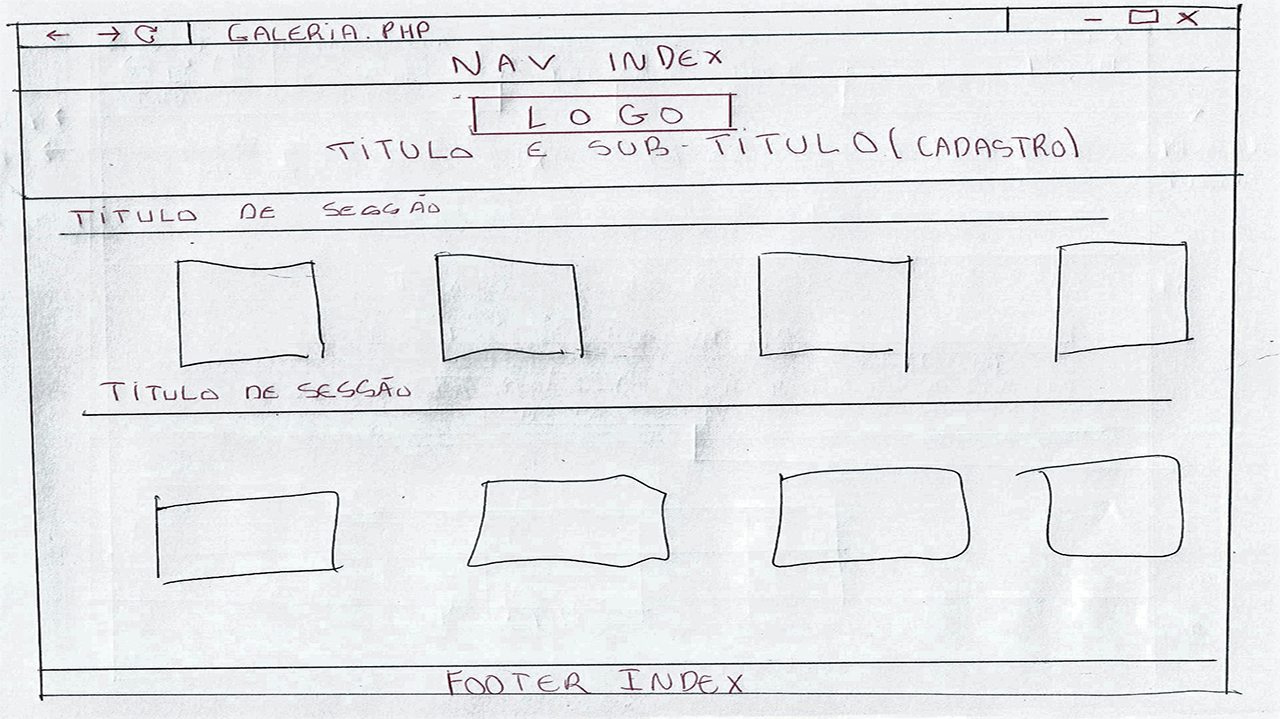 GALERIA.PHP
NAV INDEX
LOGO
TITULO E SUB-TITULO (CADASTRO)
TITULO DE SESSÃO
TITULO DE SESSÃO
FOOTER INDEX